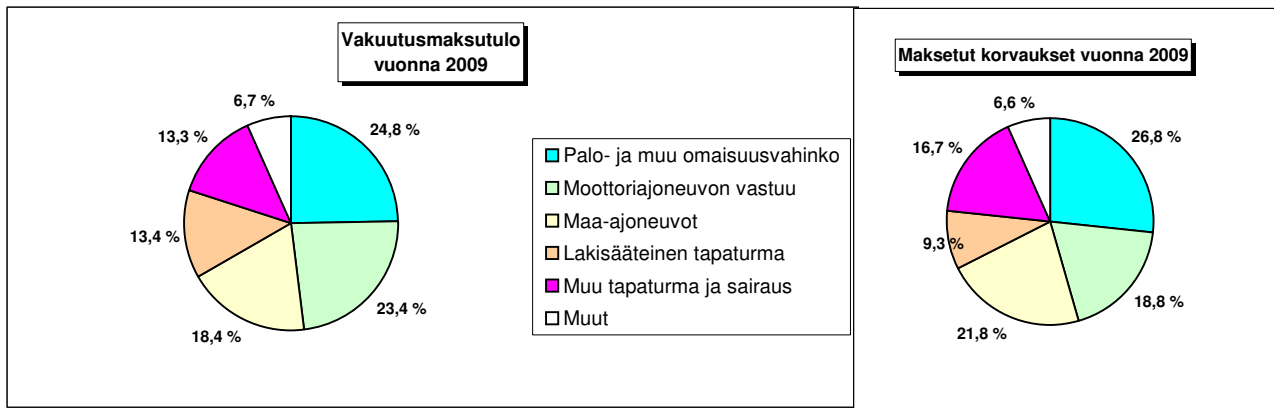 Vakuutusmaksutulo
vuonna 2009
6,7 %
24,8 %
13,3 %
13,4 %
18,4 %
23,4 %
Palo- ja muu omaisuusvahinko
Moottoriajoneuvon vastuu
Maa-ajoneuvot
Lakisääteinen tapaturma
Muu tapaturma ja sairaus
Muut
Maksetut korvaukset vuonna 2009
6,6 %
26,8 %
16,7 %
9,3 %
18,8 %
21,8 %